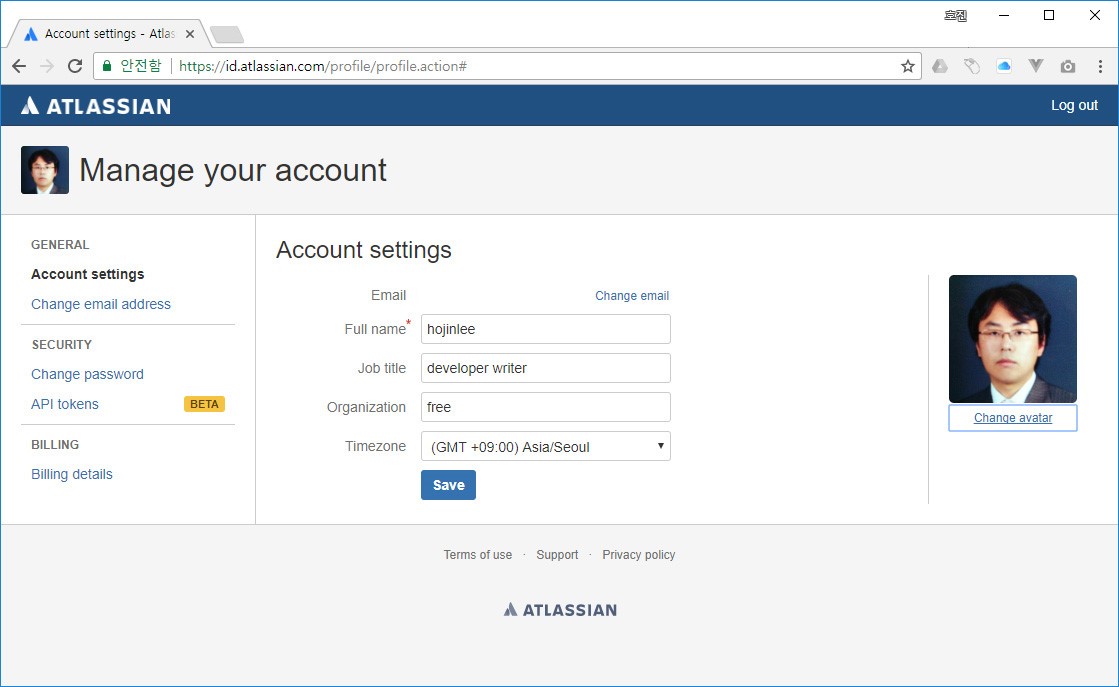 호젠
Account settings - Atlas
안전함 https://id.atlassian.com/profile/profile.action#
ATLASSIAN
Log out
Manage your account
GENERAL
Account settings
Change email address
SECURITY
Change password
API tokens BETA
BILLING
Billing details
Account settings
Email Change email
Full name* hojinlee
Job title developer writer
Organization free
Timezone (GMT +09:00) Asia/Seoul
Save
Change avatar
Terms of use · Support · Privacy policy
ATLASSIAN